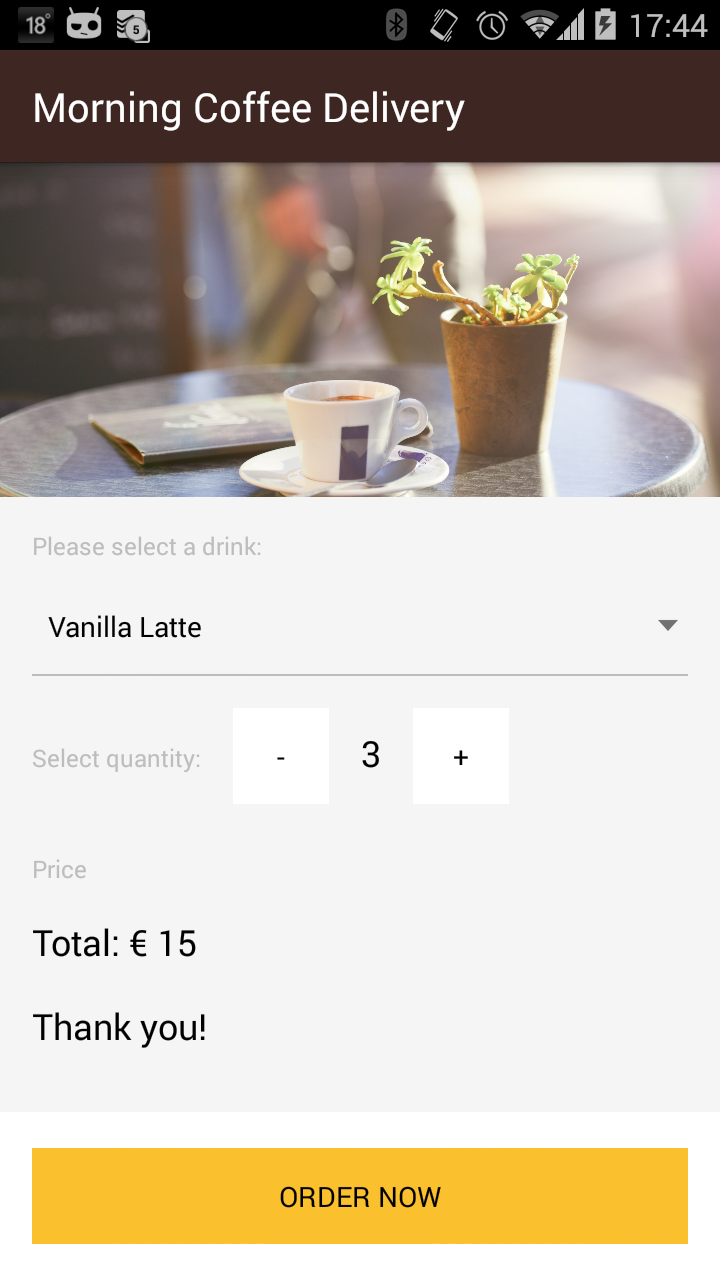 18°
5
17:44
Morning Coffee Delivery
Please select a drink:
Vanilla Latte
Select quantity:
-
3
+
Price
Total: € 15
Thank you!
ORDER NOW